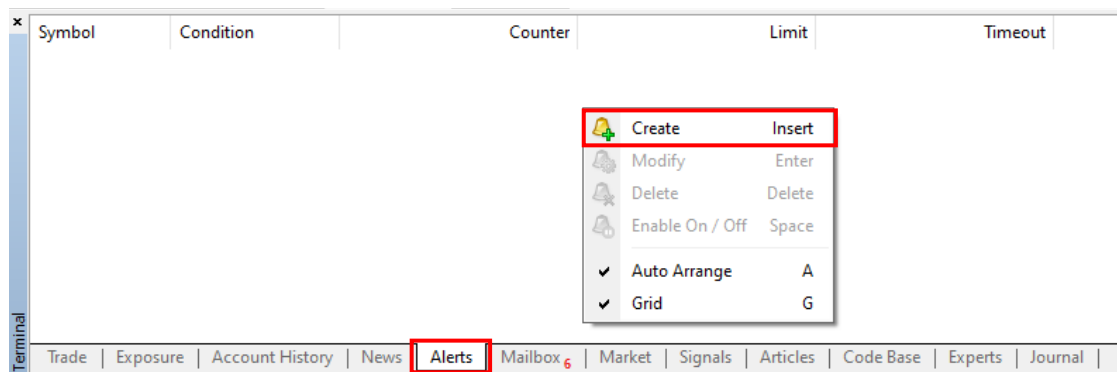 Symbol Condition Counter Limit Timeout
Create Insert
Modify Enter
Delete Delete
Enable On / Off Space
Auto Arrange A
Grid G
Terminal
Trade | Exposure | Account History | News | Alerts | Mailbox 6 | Market | Signals | Articles | Code Base | Experts | Journal |